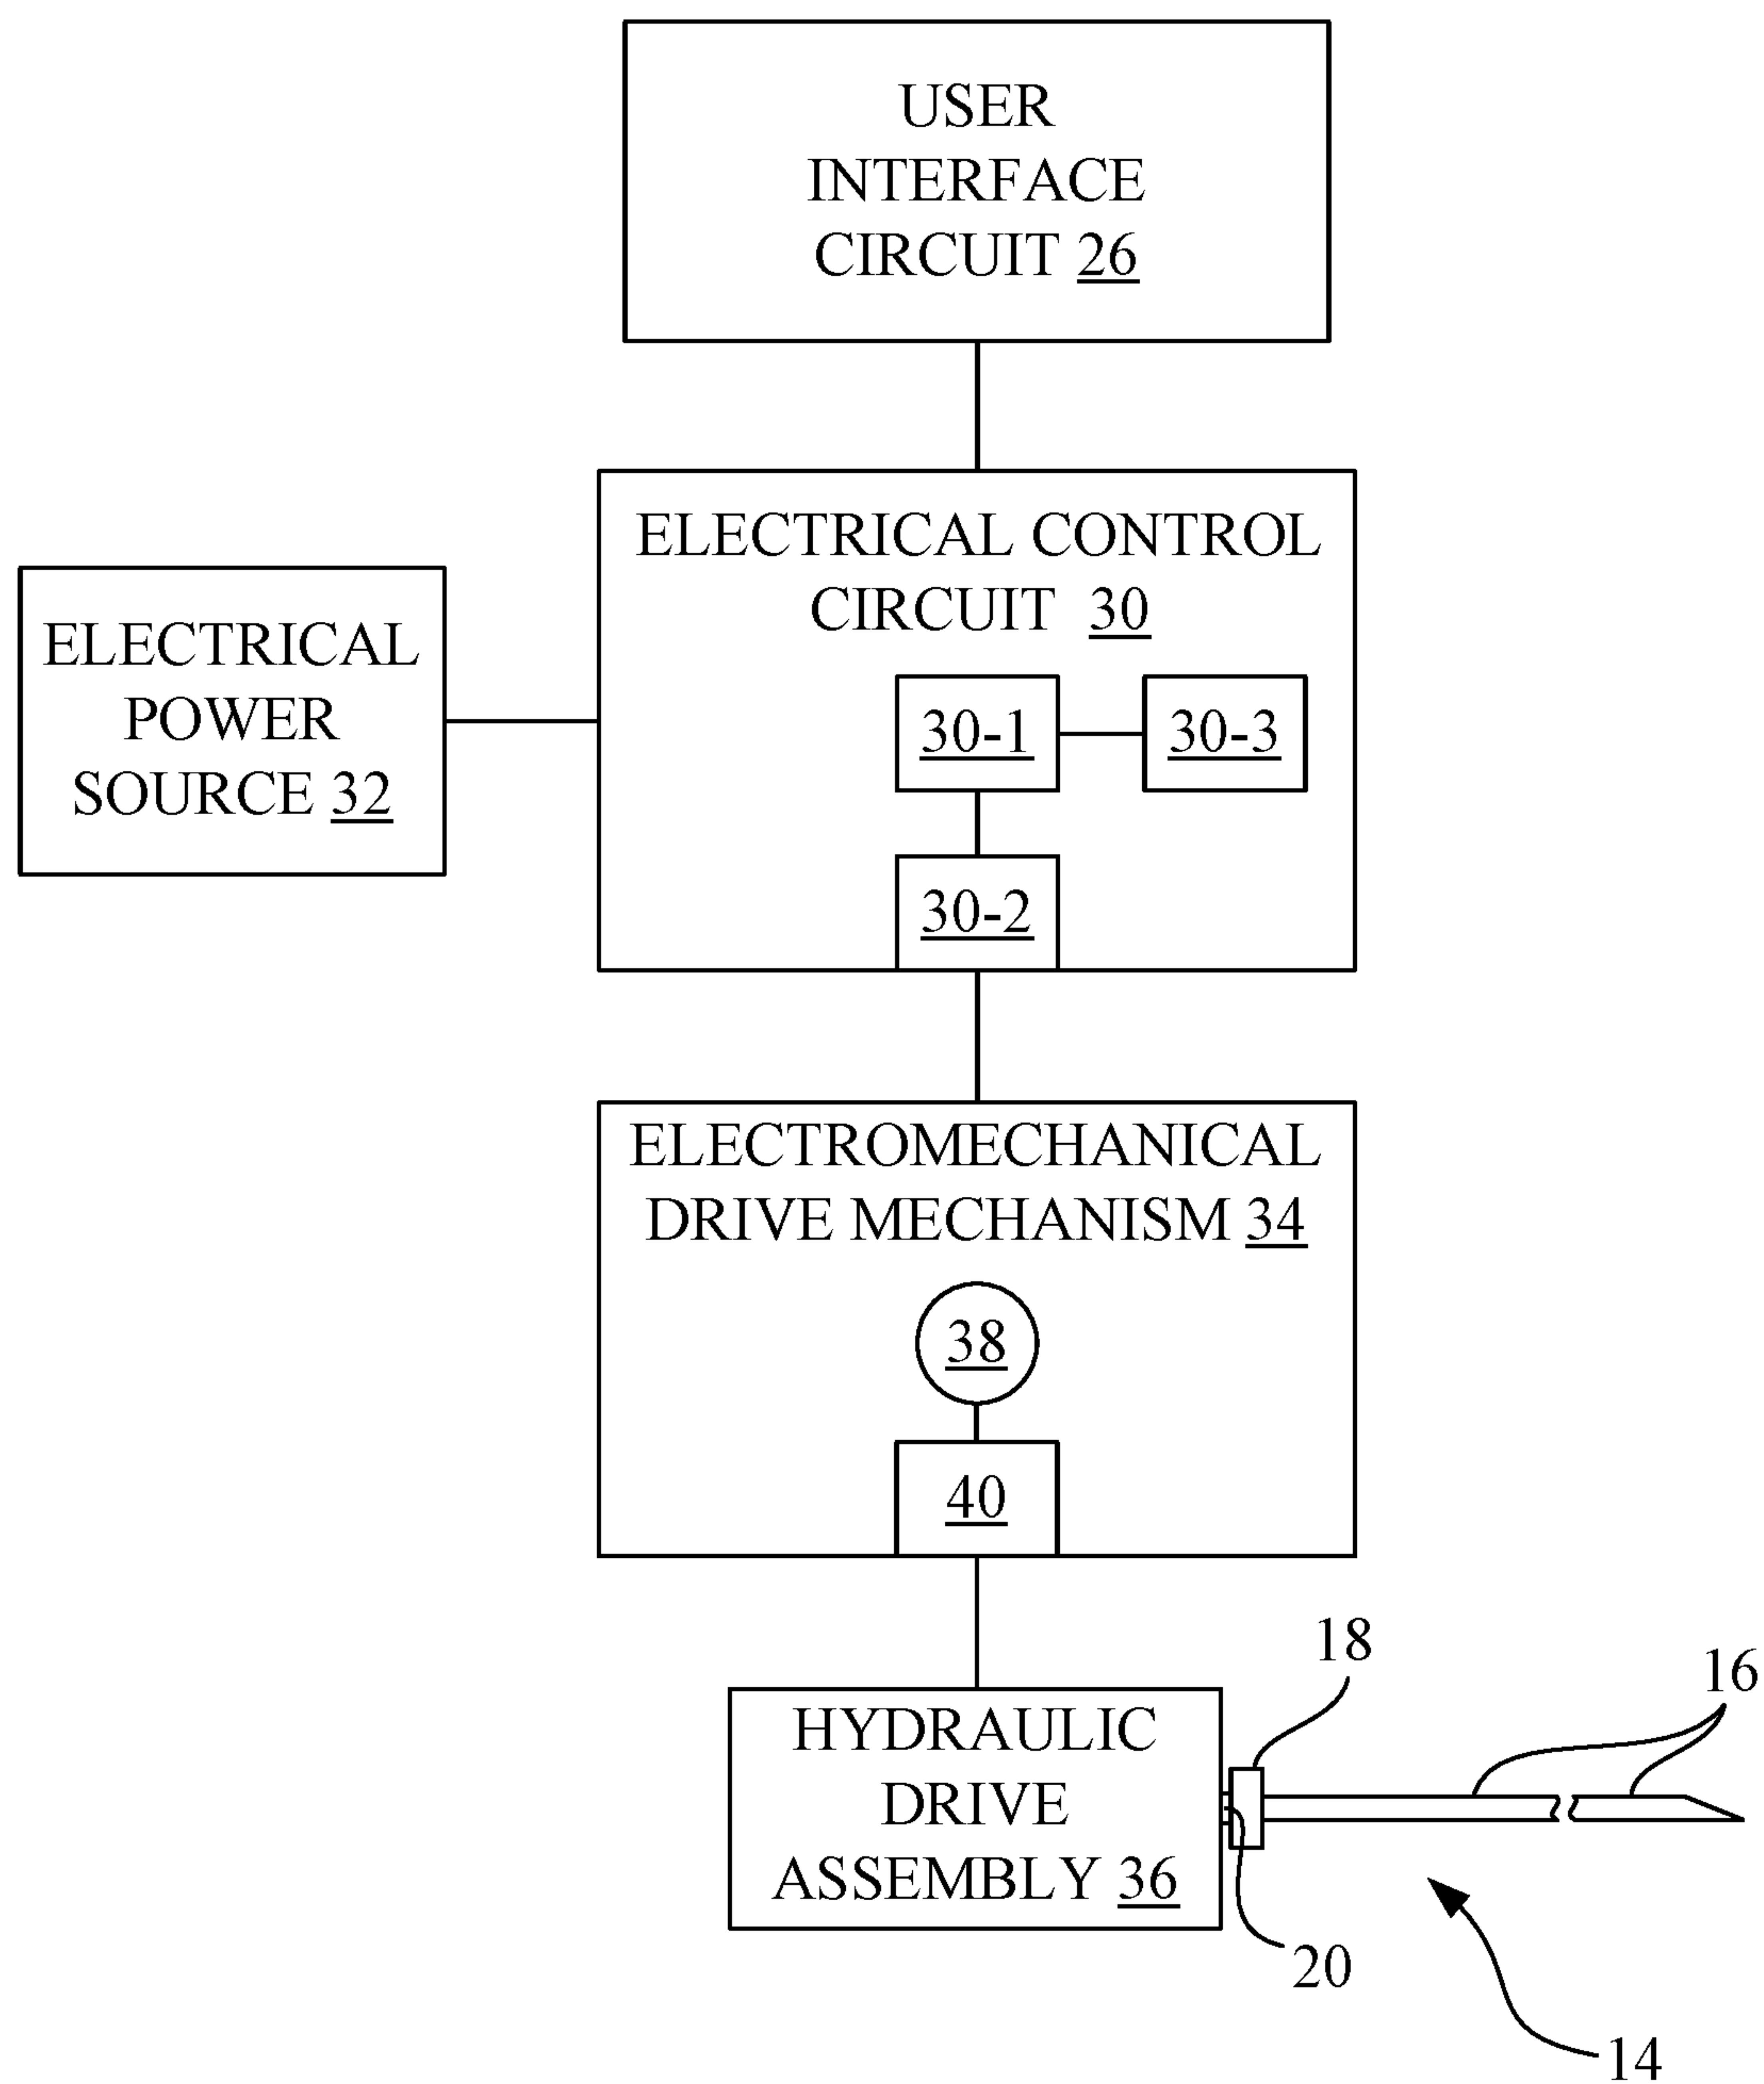 USER
INTERFACE
CIRCUIT 26
ELECTRICAL CONTROL
CIRCUIT 30
ELECTRICAL
POWER
SOURCE 32
30-1
30-3
30-2
ELECTROMECHANICAL
DRIVE MECHANISM 34
38
40
18
16
HYDRAULIC
DRIVE
ASSEMBLY 36
20
14